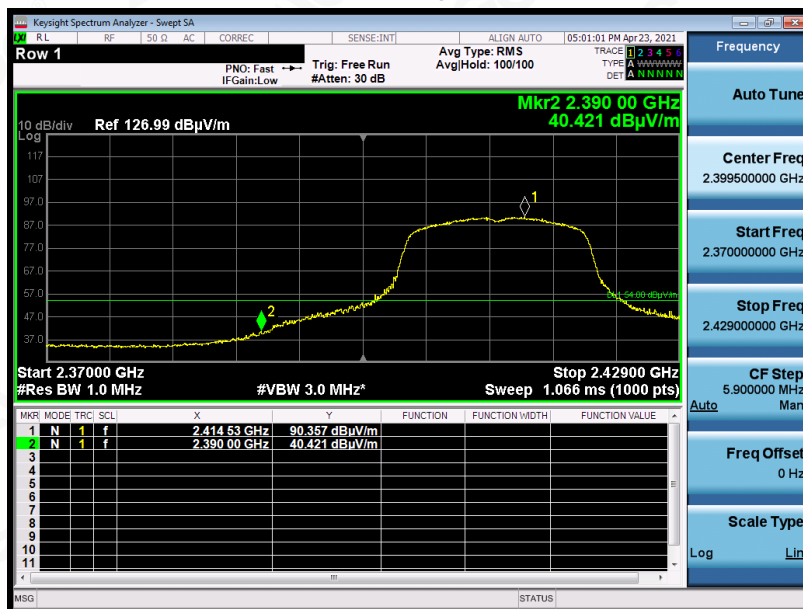 Keysight Spectrum Analyzer - Swept SA
LXI RL RF 50 Ω AC CORREC SENSE:INT ALIGN AUTO 05:01:01 PM Apr 23, 2021
Row 1
PNO: Fast
IFGain:Low
Trig: Free Run
#Atten: 30 dB
Avg Type: RMS
Avg|Hold: 100/100
TRACE 1 2 3 4 5 6
TYPE A WWWWW
DET A N N N N N
Mkr2 2.390 00 GHz
40.421 dBµV/m
10 dB/div Ref 126.99 dBµV/m
Log
117
107
97.0
87.0
77.0
67.0
57.0
47.0
37.0
1
2
54.00 dBµV/m
Start 2.37000 GHz Stop 2.42900 GHz
#Res BW 1.0 MHz #VBW 3.0 MHz* Sweep 1.066 ms (1000 pts)
MKR MODE TRC SCL X Y FUNCTION FUNCTION WIDTH FUNCTION VALUE
1 N 1 f 2.414 53 GHz 90.357 dBµV/m
2 N 1 f 2.390 00 GHz 40.421 dBµV/m
3
4
5
6
7
8
9
10
11
MSG STATUS
Frequency
Auto Tune
Center Freq
2.399500000 GHz
Start Freq
2.370000000 GHz
Stop Freq
2.429000000 GHz
CF Step
5.900000 MHz
Auto Man
Freq Offset
0 Hz
Scale Type
Log Lin